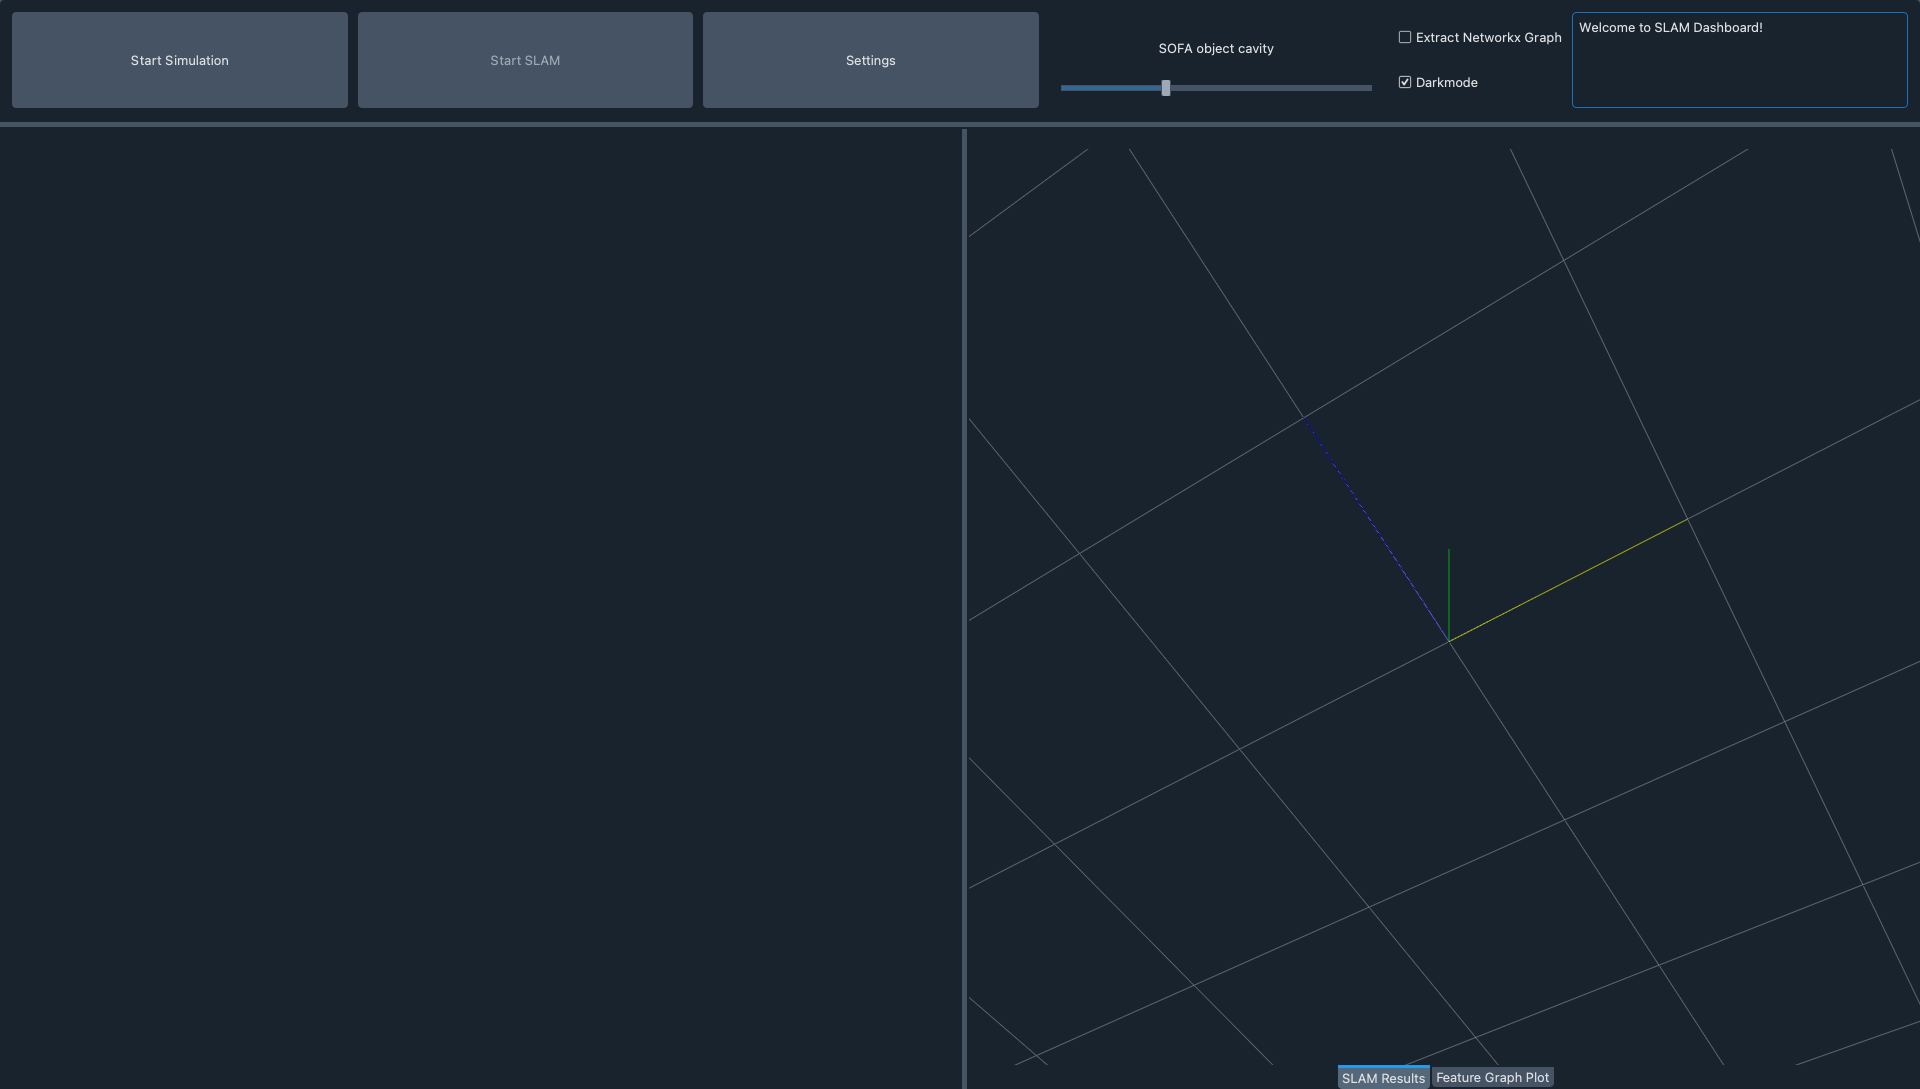 Start Simulation
Start SLAM
Settings
SOFA object cavity
Extract Networkx Graph
Darkmode
Welcome to SLAM Dashboard!
SLAM Results
Feature Graph Plot